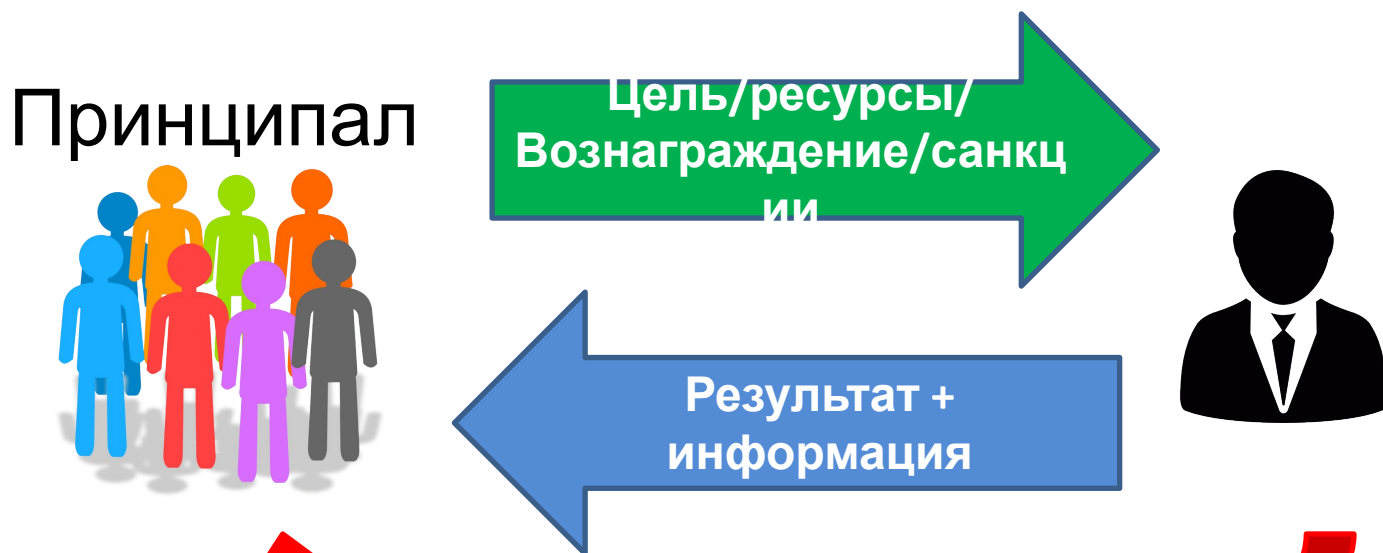 Принципал
Цель/ресурсы/
Вознаграждение/санкц
ии
Результат +
информация